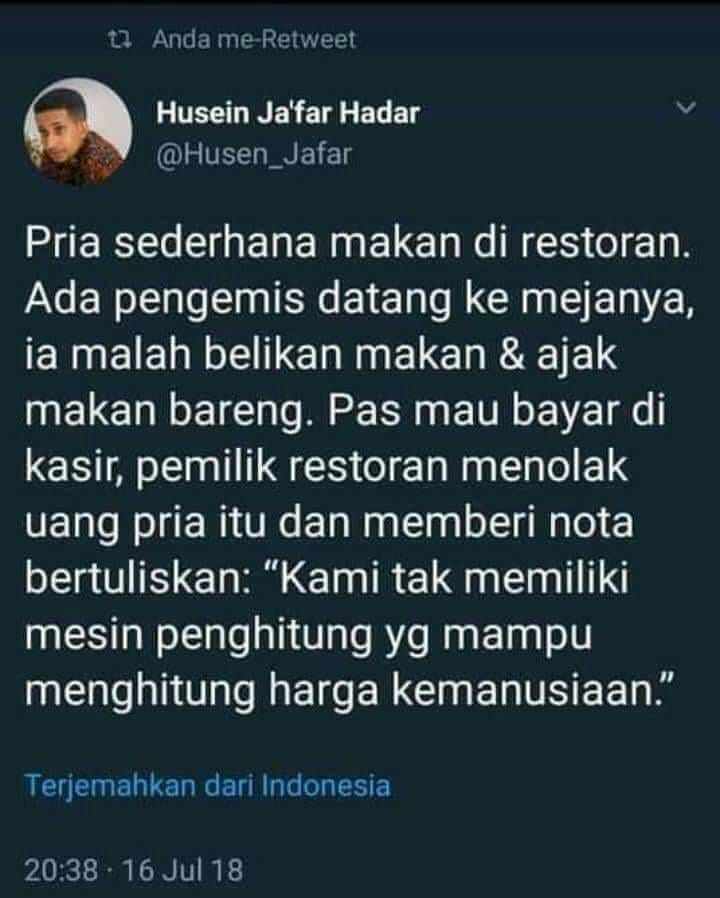 Anda me-Retweet
Husein Ja'far Hadar
@Husen_Jafar
Pria sederhana makan di restoran.
Ada pengemis datang ke mejanya,
ia malah belikan makan & ajak
makan bareng. Pas mau bayar di
kasir, pemilik restoran menolak
uang pria itu dan memberi nota
bertuliskan: “Kami tak memiliki
mesin penghitung yg mampu
menghitung harga kemanusiaan.”
Terjemahkan dari Indonesia
20:38 · 16 Jul 18